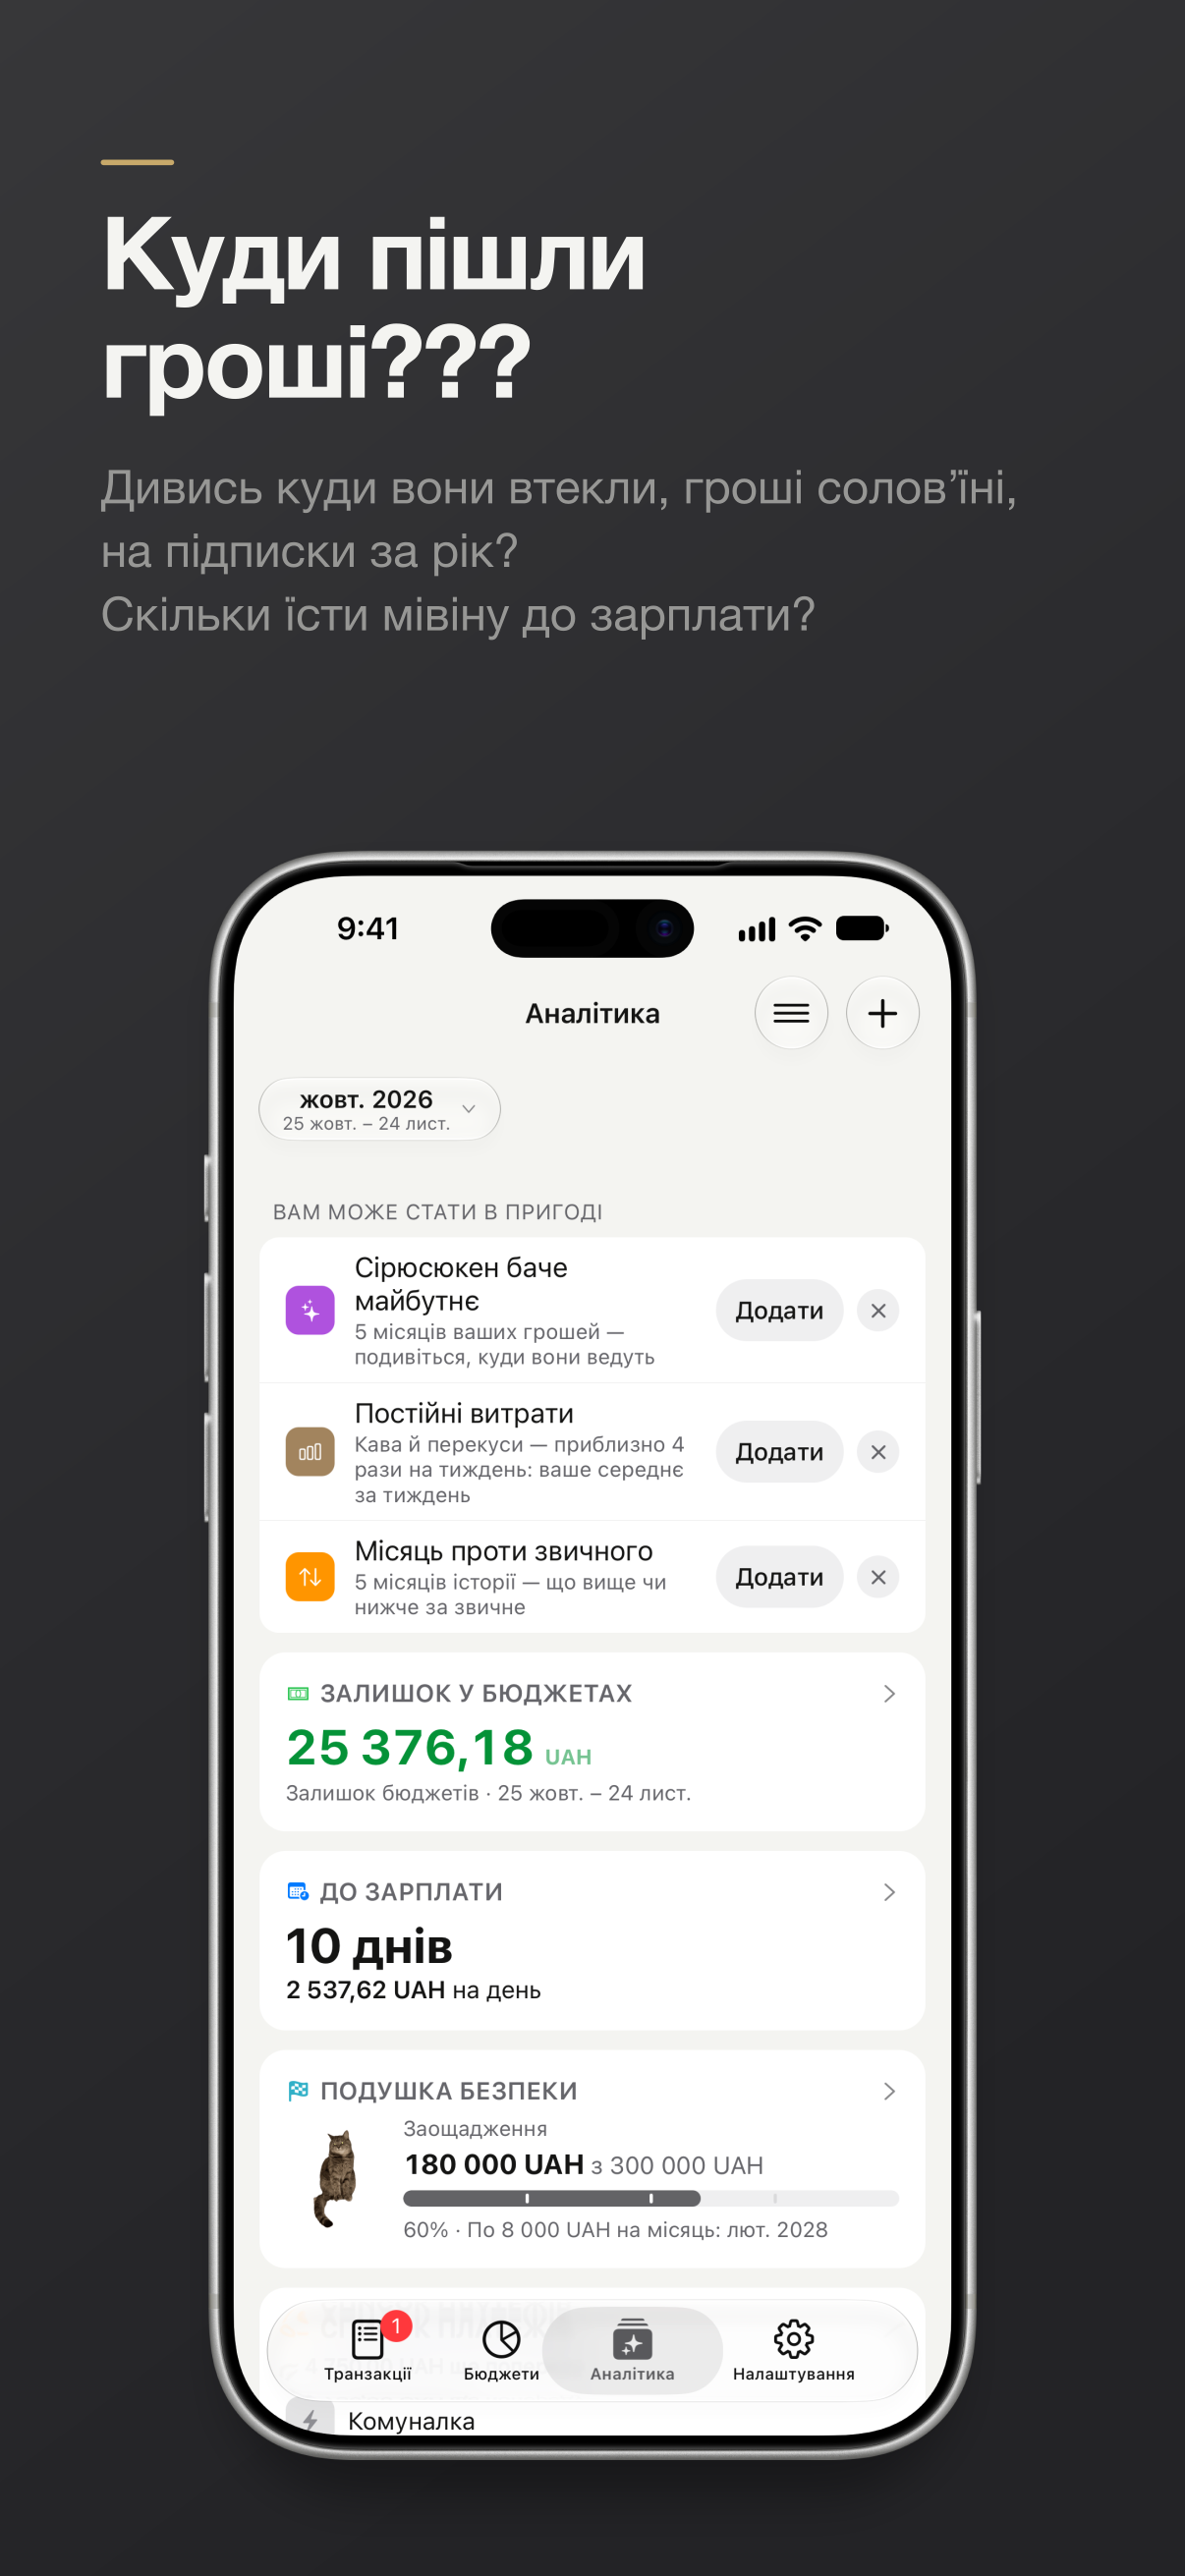 Куди пішли
гроші???
Дивись куди вони втекли, гроші солов’їні,
на підписки за рік?
Скільки їсти мівіну до зарплати?
9:41
Аналітика
жовт. 2026
25 жовт. – 24 лист.
ВАМ МОЖЕ СТАТИ В ПРИГОДІ
Сірюсюкен баче
майбутнє
5 місяців ваших грошей —
подивіться, куди вони ведуть
Додати
Постійні витрати
Кава й перекуси — приблизно 4
рази на тиждень: ваше середнє
за тиждень
Додати
Місяць проти звичного
5 місяців історії — що вище чи
нижче за звичне
Додати
ЗАЛИШОК У БЮДЖЕТАХ
25 376,18 UAH
Залишок бюджетів · 25 жовт. – 24 лист.
ДО ЗАРПЛАТИ
10 днів
2 537,62 UAH на день
ПОДУШКА БЕЗПЕКИ
Заощадження
180 000 UAH з 300 000 UAH
60% · По 8 000 UAH на місяць: лют. 2028
1
Транзакції
Бюджети
Аналітика
Налаштування
Комуналка